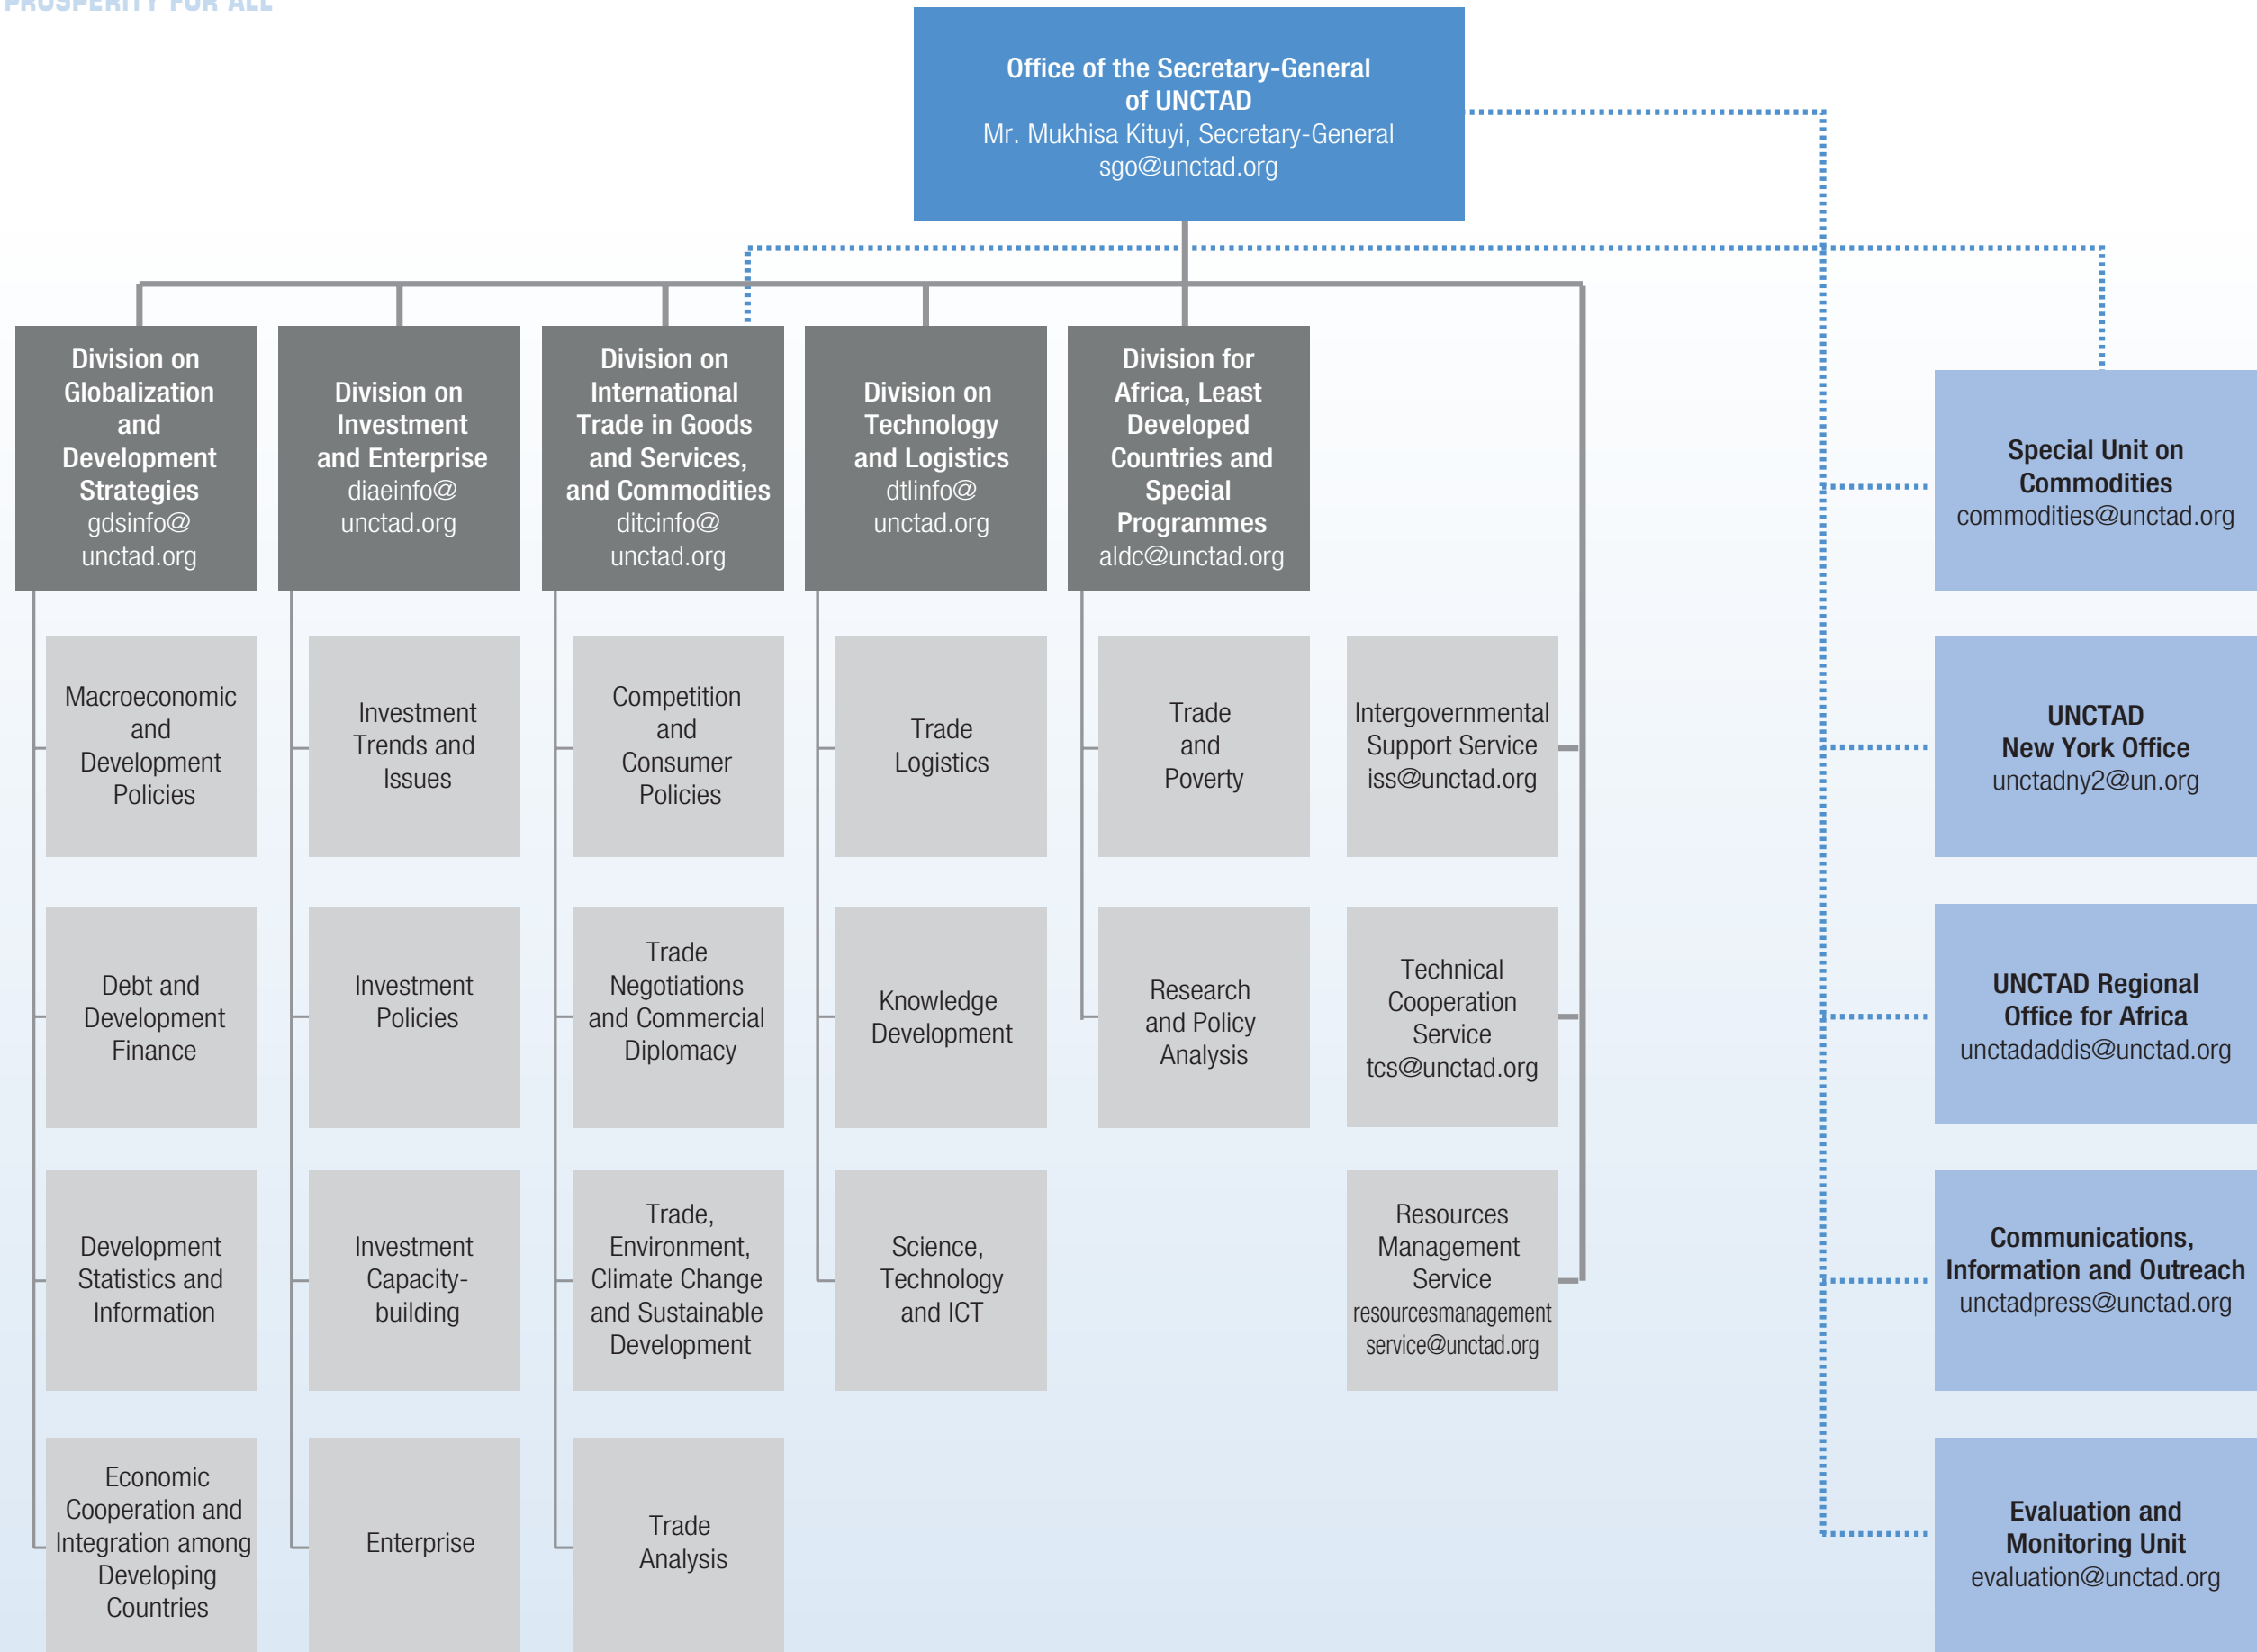 PROSPERITY FOR ALL
Office of the Secretary-General
of UNCTAD
Mr. Mukhisa Kituyi, Secretary-General
sgo@unctad.org
Division on
Globalization
and
Development
Strategies
gdsinfo@
unctad.org
Division on
Investment
and Enterprise
diaeinfo@
unctad.org
Division on
International
Trade in Goods
and Services,
and Commodities
ditcinfo@
unctad.org
Division on
Technology
and Logistics
dtlinfo@
unctad.org
Division for
Africa, Least
Developed
Countries and
Special
Programmes
aldc@unctad.org
Special Unit on
Commodities
commodities@unctad.org
Macroeconomic
and
Development
Policies
Investment
Trends and
Issues
Competition
and
Consumer
Policies
Trade
Logistics
Trade
and
Poverty
Intergovernmental
Support Service
iss@unctad.org
UNCTAD
New York Office
unctadny2@un.org
Debt and
Development
Finance
Investment
Policies
Trade
Negotiations
and Commercial
Diplomacy
Knowledge
Development
Research
and Policy
Analysis
Technical
Cooperation
Service
tcs@unctad.org
UNCTAD Regional
Office for Africa
unctadaddis@unctad.org
Development
Statistics and
Information
Investment
Capacity-
building
Trade,
Environment,
Climate Change
and Sustainable
Development
Science,
Technology
and ICT
Resources
Management
Service
resourcesmanagement
service@unctad.org
Communications,
Information and Outreach
unctadpress@unctad.org
Economic
Cooperation and
Integration among
Developing
Countries
Enterprise
Trade
Analysis
Evaluation and
Monitoring Unit
evaluation@unctad.org